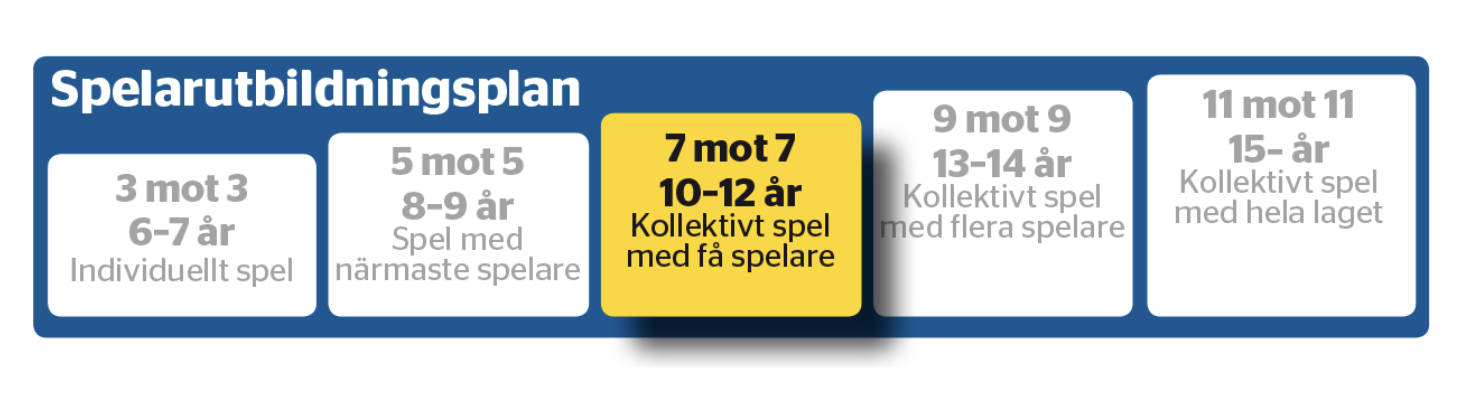 Spelarutbildningsplan
3 mot 3
6–7 år
Individuellt spel
5 mot 5
8–9 år
Spel med
närmaste spelare
7 mot 7
10–12 år
Kollektivt spel
med få spelare
9 mot 9
13–14 år
Kollektivt spel
med flera spelare
11 mot 11
15– år
Kollektivt spel
med hela laget